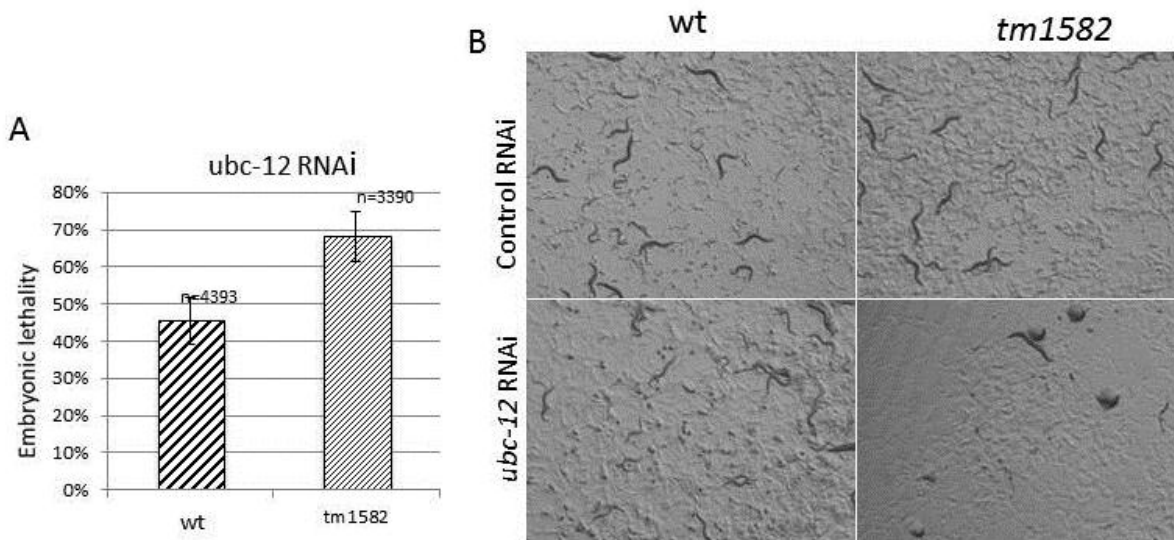 A
ubc-12 RNAi
80%
70%
60%
50%
40%
30%
20%
10%
0%
Embryonic lethality
n=4393
n=3390
wt
tm1582
B
wt
tm1582
Control RNAi
ubc-12 RNAi